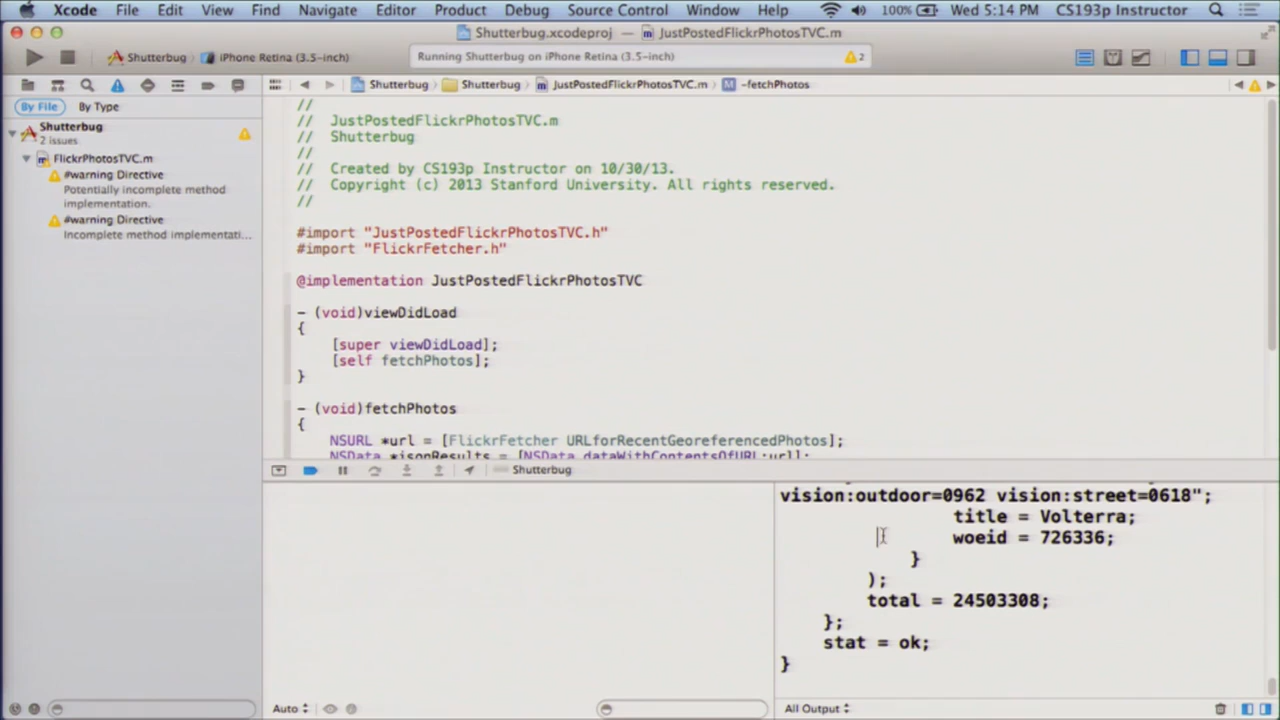 Xcode File Edit View Find Navigate Editor Product Debug Source Control Window Help 100% Wed 5:14 PM CS193p Instructor
Shutterbug.xcodeproj — JustPostedFlickrPhotosTVC.m
Shutterbug iPhone Retina (3.5-inch)
Running Shutterbug on iPhone Retina (3.5-inch)
2
Shutterbug Shutterbug JustPostedFlickrPhotosTVC.m M -fetchPhotos
By File By Type
Shutterbug
2 issues
FlickrPhotosTVC.m
#warning Directive
Potentially incomplete method
implementation.
#warning Directive
Incomplete method implementati...
//
// JustPostedFlickrPhotosTVC.m
// Shutterbug
//
// Created by CS193p Instructor on 10/30/13.
// Copyright (c) 2013 Stanford University. All rights reserved.
//
#import "JustPostedFlickrPhotosTVC.h"
#import "FlickrFetcher.h"
@implementation JustPostedFlickrPhotosTVC
- (void)viewDidLoad
{
[super viewDidLoad];
[self fetchPhotos];
}
- (void)fetchPhotos
{
NSURL *url = [FlickrFetcher URLforRecentGeoreferencedPhotos];
NSData *jsonResults = [NSData dataWithContentsOfURL:url];
Shutterbug
vision:outdoor=0962 vision:street=0618";
title = Volterra;
woeid = 726336;
}
);
total = 24503308;
};
stat = ok;
}
Auto
All Output